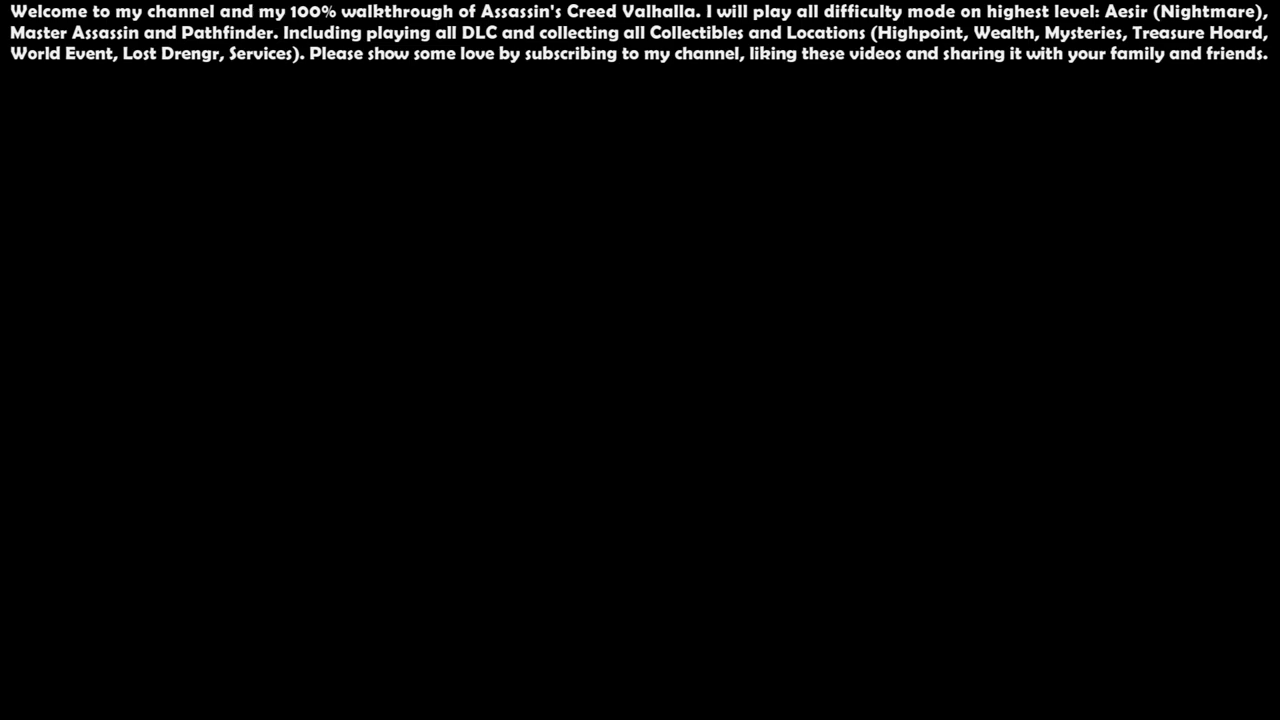 Welcome to my channel and my 100% walkthrough of Assassin's Creed Valhalla. I will play all difficulty mode on highest level: Aesir (Nightmare),
Master Assassin and Pathfinder. Including playing all DLC and collecting all Collectibles and Locations (Highpoint, Wealth, Mysteries, Treasure Hoard,
World Event, Lost Drengr, Services). Please show some love by subscribing to my channel, liking these videos and sharing it with your family and friends.